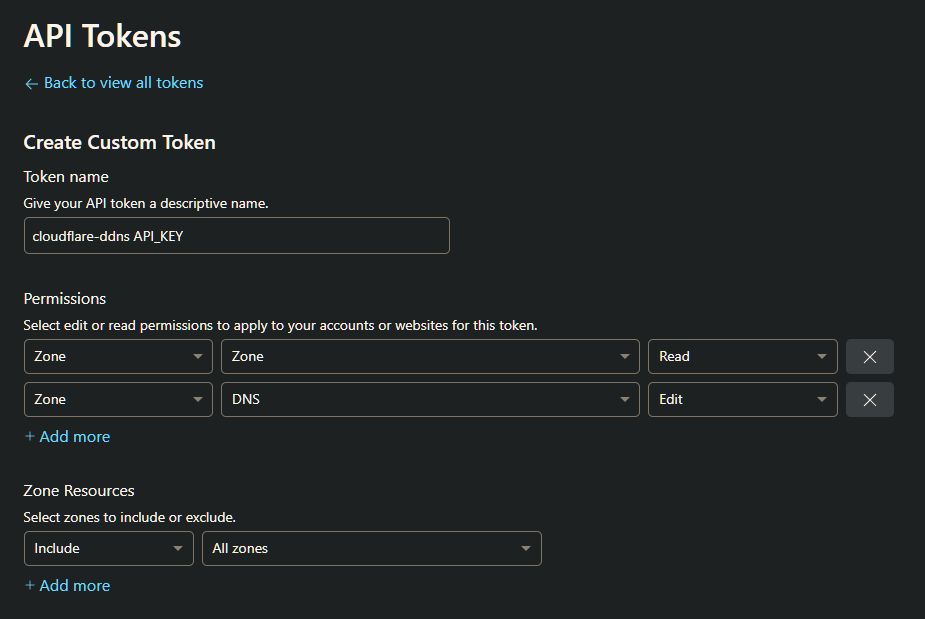 API Tokens
← Back to view all tokens
Create Custom Token
Token name
Give your API token a descriptive name.
cloudflare-ddns API_KEY
Permissions
Select edit or read permissions to apply to your accounts or websites for this token.
Zone Zone Read
Zone DNS Edit
+ Add more
Zone Resources
Select zones to include or exclude.
Include All zones
+ Add more